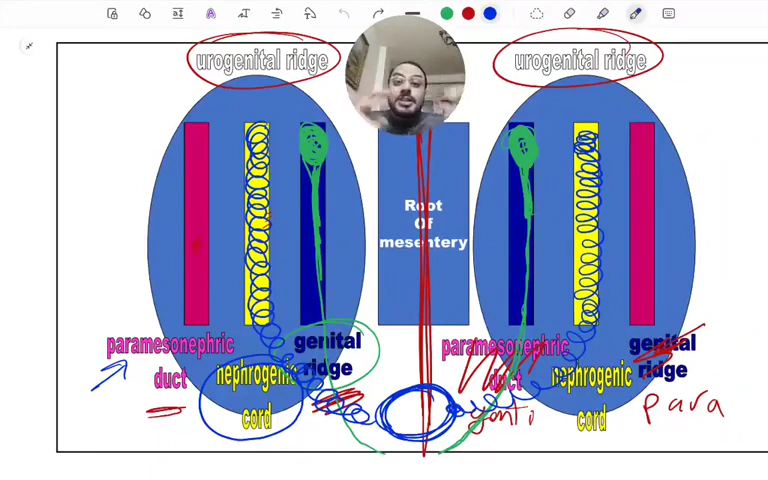 urogenital ridge
urogenital ridge
Root
Of
mesentery
paramesonephric
duct
nephrogenic
cord
genital
ridge
paramesonephric
duct
nephrogenic
cord
genital
ridge
para